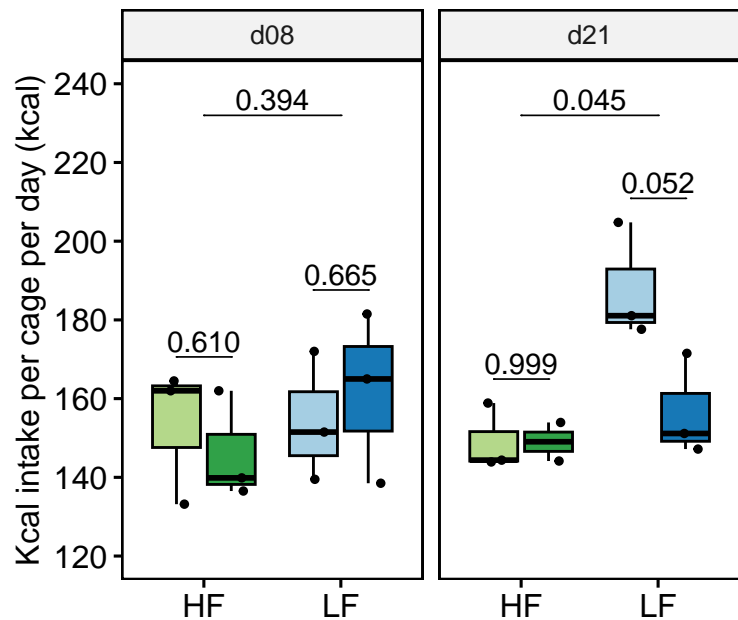 d08
d21
Kcal intake per cage per day (kcal)
240
220
200
180
160
140
120
0.394
0.610
0.665
0.045
0.052
0.999
HF
LF
HF
LF